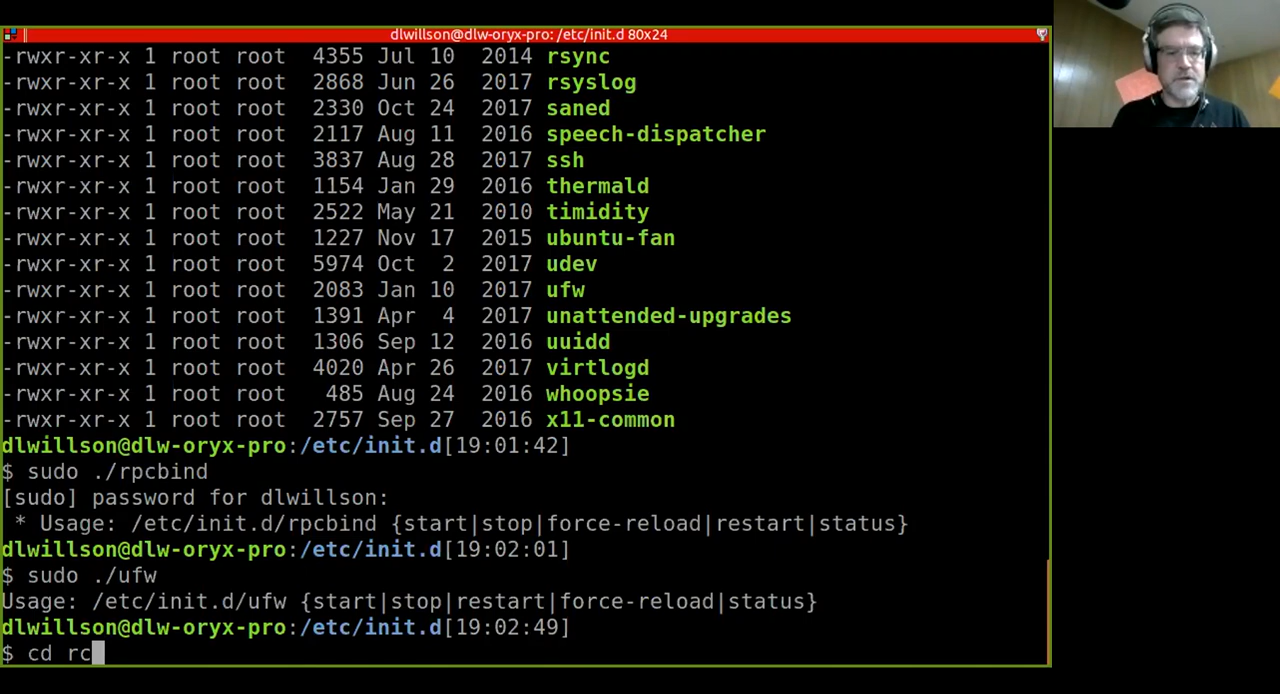 dlwillson@dlw-oryx-pro: /etc/init.d 80x24
-rwxr-xr-x 1 root root  4355 Jul 10  2014 rsync
-rwxr-xr-x 1 root root  2868 Jun 26  2017 rsyslog
-rwxr-xr-x 1 root root  2330 Oct 24  2017 saned
-rwxr-xr-x 1 root root  2117 Aug 11  2016 speech-dispatcher
-rwxr-xr-x 1 root root  3837 Aug 28  2017 ssh
-rwxr-xr-x 1 root root  1154 Jan 29  2016 thermald
-rwxr-xr-x 1 root root  2522 May 21  2010 timidity
-rwxr-xr-x 1 root root  1227 Nov 17  2015 ubuntu-fan
-rwxr-xr-x 1 root root  5974 Oct  2  2017 udev
-rwxr-xr-x 1 root root  2083 Jan 10  2017 ufw
-rwxr-xr-x 1 root root  1391 Apr  4  2017 unattended-upgrades
-rwxr-xr-x 1 root root  1306 Sep 12  2016 uuidd
-rwxr-xr-x 1 root root  4020 Apr 26  2017 virtlogd
-rwxr-xr-x 1 root root   485 Aug 24  2016 whoopsie
-rwxr-xr-x 1 root root  2757 Sep 27  2016 x11-common
dlwillson@dlw-oryx-pro:/etc/init.d[19:01:42]
$ sudo ./rpcbind
[sudo] password for dlwillson:
 * Usage: /etc/init.d/rpcbind {start|stop|force-reload|restart|status}
dlwillson@dlw-oryx-pro:/etc/init.d[19:02:01]
$ sudo ./ufw
Usage: /etc/init.d/ufw {start|stop|restart|force-reload|status}
dlwillson@dlw-oryx-pro:/etc/init.d[19:02:49]
$ cd rc